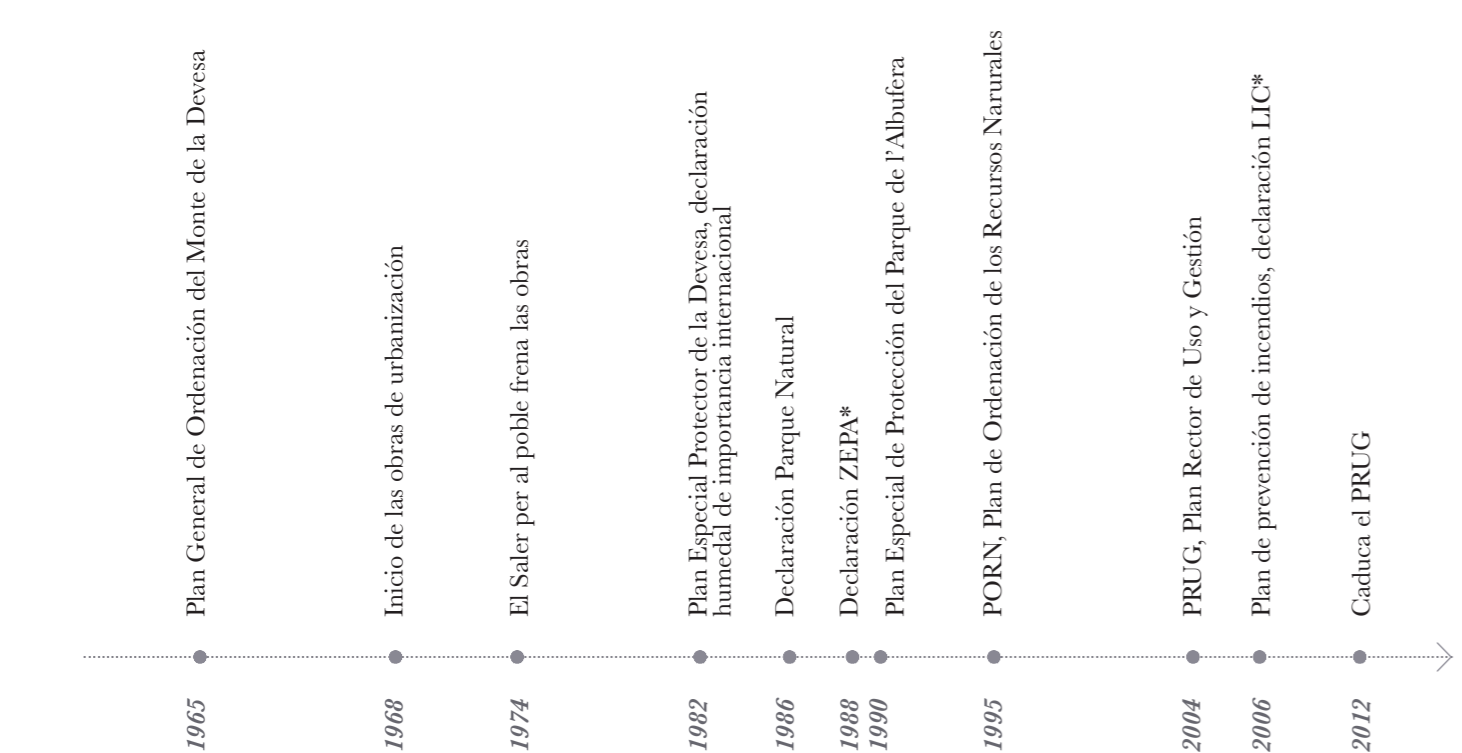 1965
Plan General de Ordenación del Monte de la Devesa
1968
Inicio de las obras de urbanización
1974
El Saler per al poble frena las obras
1982
Plan Especial Protector de la Devesa, declaración
humedal de importancia internacional
1986
Declaración Parque Natural
1988
Declaración ZEPA*
1990
Plan Especial de Protección del Parque de l'Albufera
1995
PORN, Plan de Ordenación de los Recursos Narurales
2004
PRUG, Plan Rector de Uso y Gestión
2006
Plan de prevención de incendios, declaración LIC*
2012
Caduca el PRUG